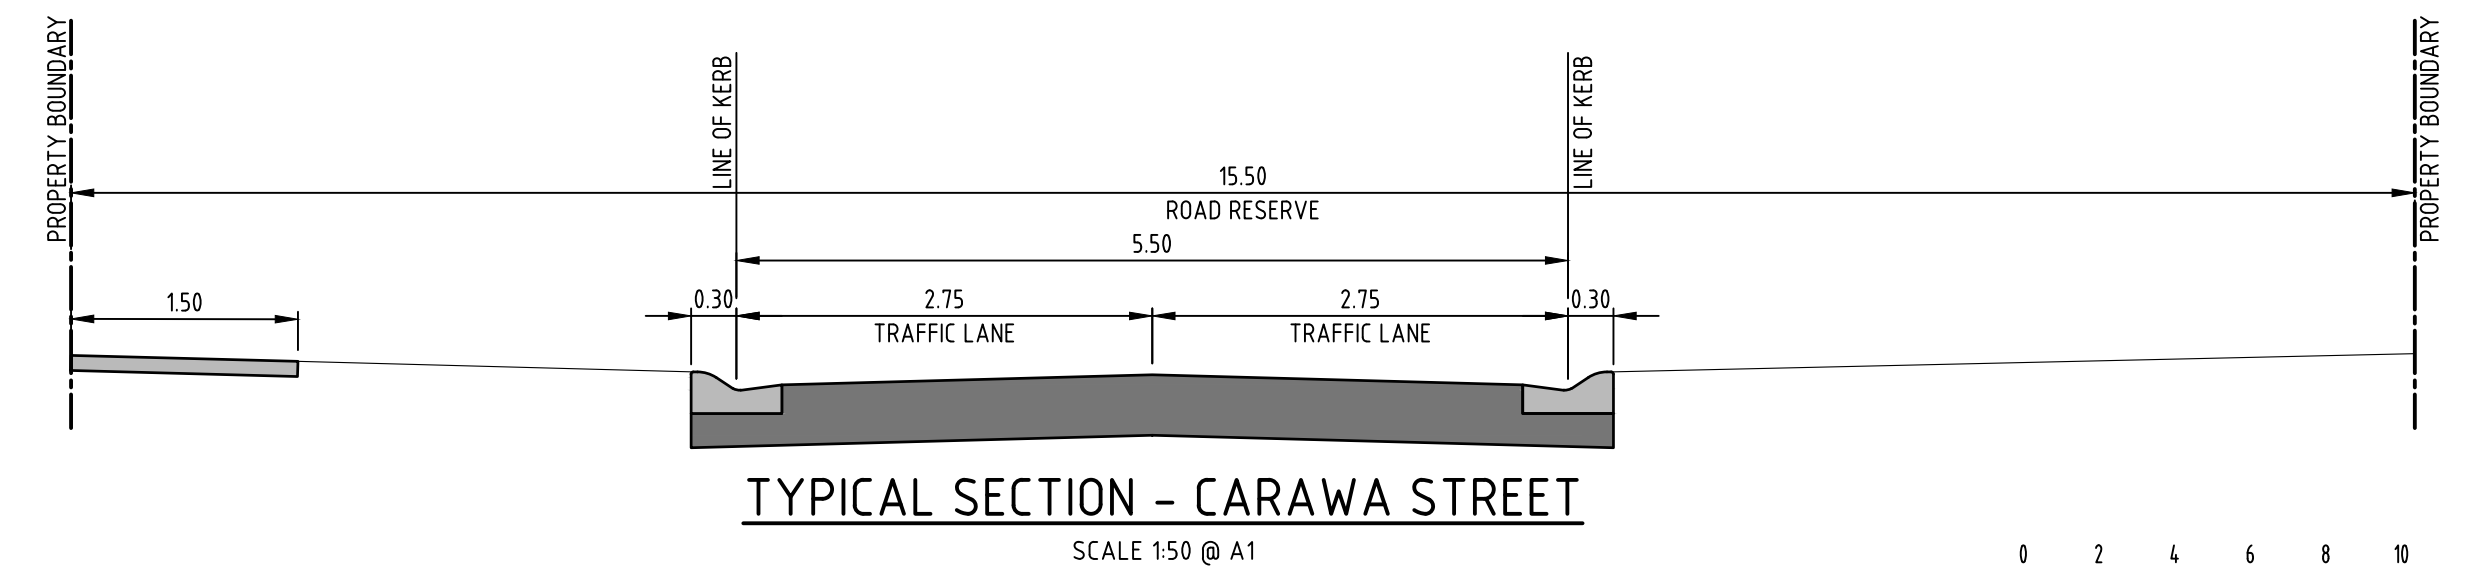 PROPERTY BOUNDARY
LINE OF KERB
LINE OF KERB
PROPERTY BOUNDARY
15.50
ROAD RESERVE
5.50
1.50
0.30
2.75
2.75
0.30
TRAFFIC LANE
TRAFFIC LANE
TYPICAL SECTION - CARAWA STREET
SCALE 1:50 @ A1
0 2 4 6 8 10